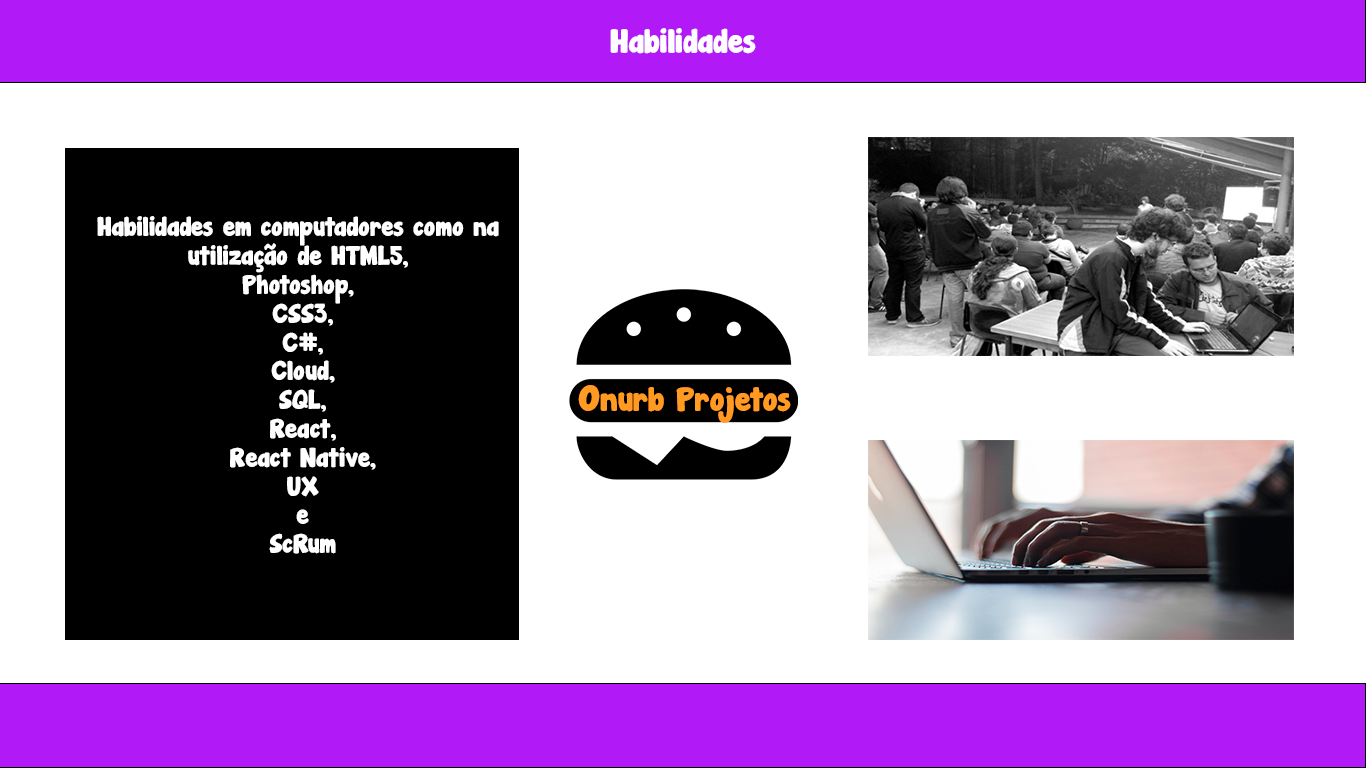 Habilidades
Habilidades em computadores como na
utilização de HTML5,
Photoshop,
CSS3,
C#,
Cloud,
SQL,
React,
React Native,
UX
e
ScRum
Onurb Projetos